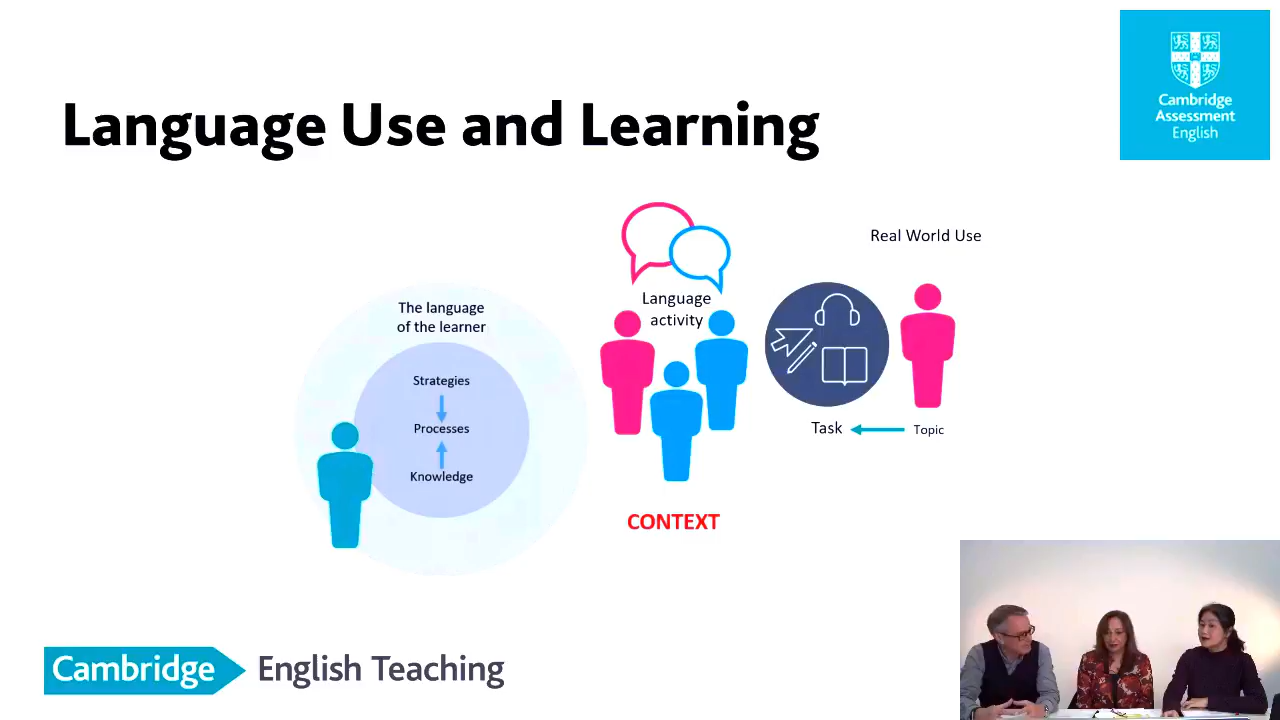 Language Use and Learning
Cambridge
Assessment
English
Real World Use
Language
activity
The language
of the learner
Strategies
Processes
Knowledge
Task
Topic
CONTEXT
Cambridge
English Teaching